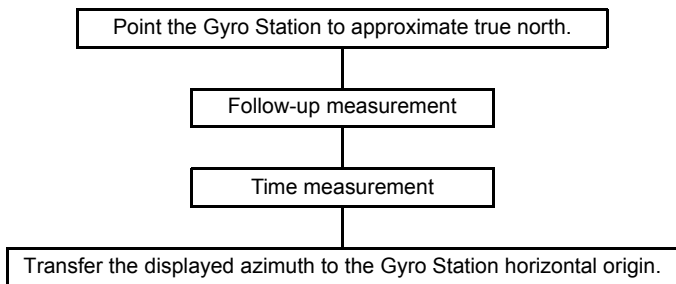 Point the Gyro Station to approximate true north.
Follow-up measurement
Time measurement
Transfer the displayed azimuth to the Gyro Station horizontal origin.